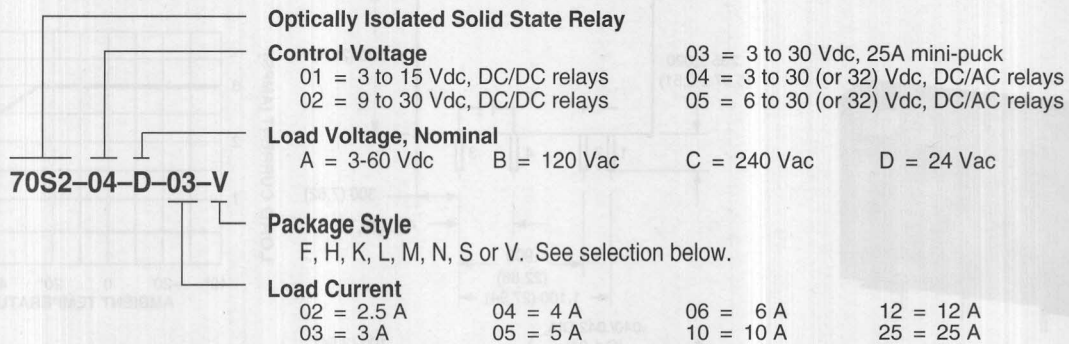 Optically Isolated Solid State Relay
Control Voltage
01 = 3 to 15 Vdc, DC/DC relays
02 = 9 to 30 Vdc, DC/DC relays
03 = 3 to 30 Vdc, 25A mini-puck
04 = 3 to 30 (or 32) Vdc, DC/AC relays
05 = 6 to 30 (or 32) Vdc, DC/AC relays
Load Voltage, Nominal
A = 3-60 Vdc B = 120 Vac C = 240 Vac D = 24 Vac
70S2–04–D–03–V
Package Style
F, H, K, L, M, N, S or V. See selection below.
Load Current
02 = 2.5 A 04 = 4 A 06 = 6 A 12 = 12 A
03 = 3 A 05 = 5 A 10 = 10 A 25 = 25 A